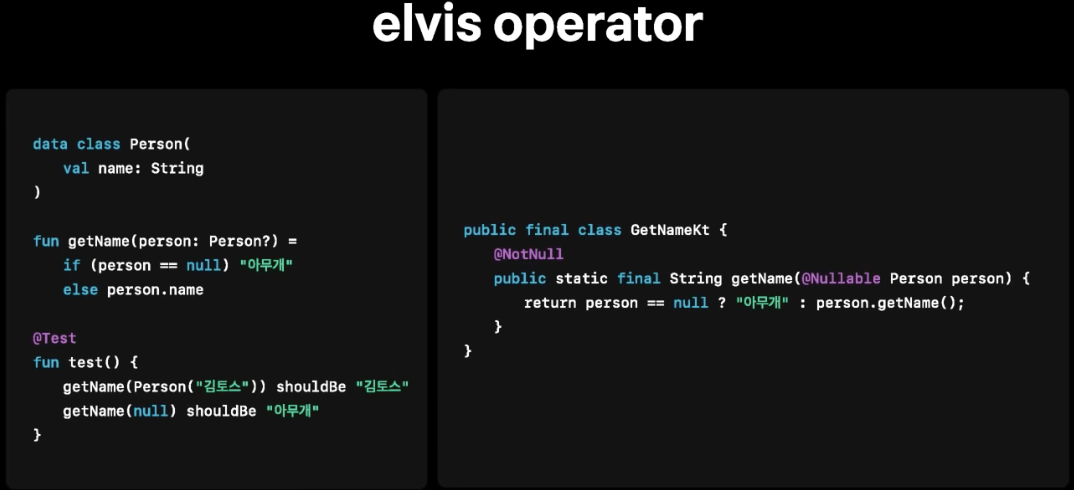 elvis operator
data class Person(
val name: String
)
fun getName(person: Person?) =
if (person == null) "아무개"
else person.name
@Test
fun test() {
getName(Person("김토스")) shouldBe "김토스"
getName(null) shouldBe "아무개"
}
public final class GetNameKt {
@NotNull
public static final String getName(@Nullable Person person) {
return person == null ? "아무개" : person.getName();
}
}